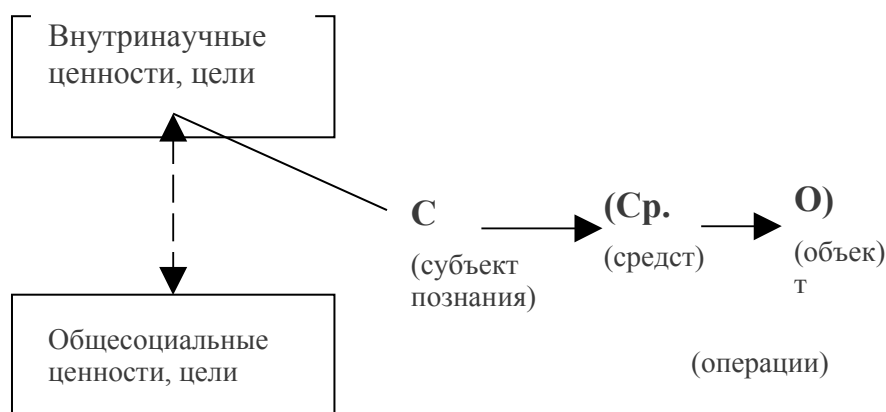 Внутринаучные
ценности, цели
С
(субъект
познания)
(Ср.
(средст)
О)
(объек)
т
Общесоциальные
ценности, цели
(операции)